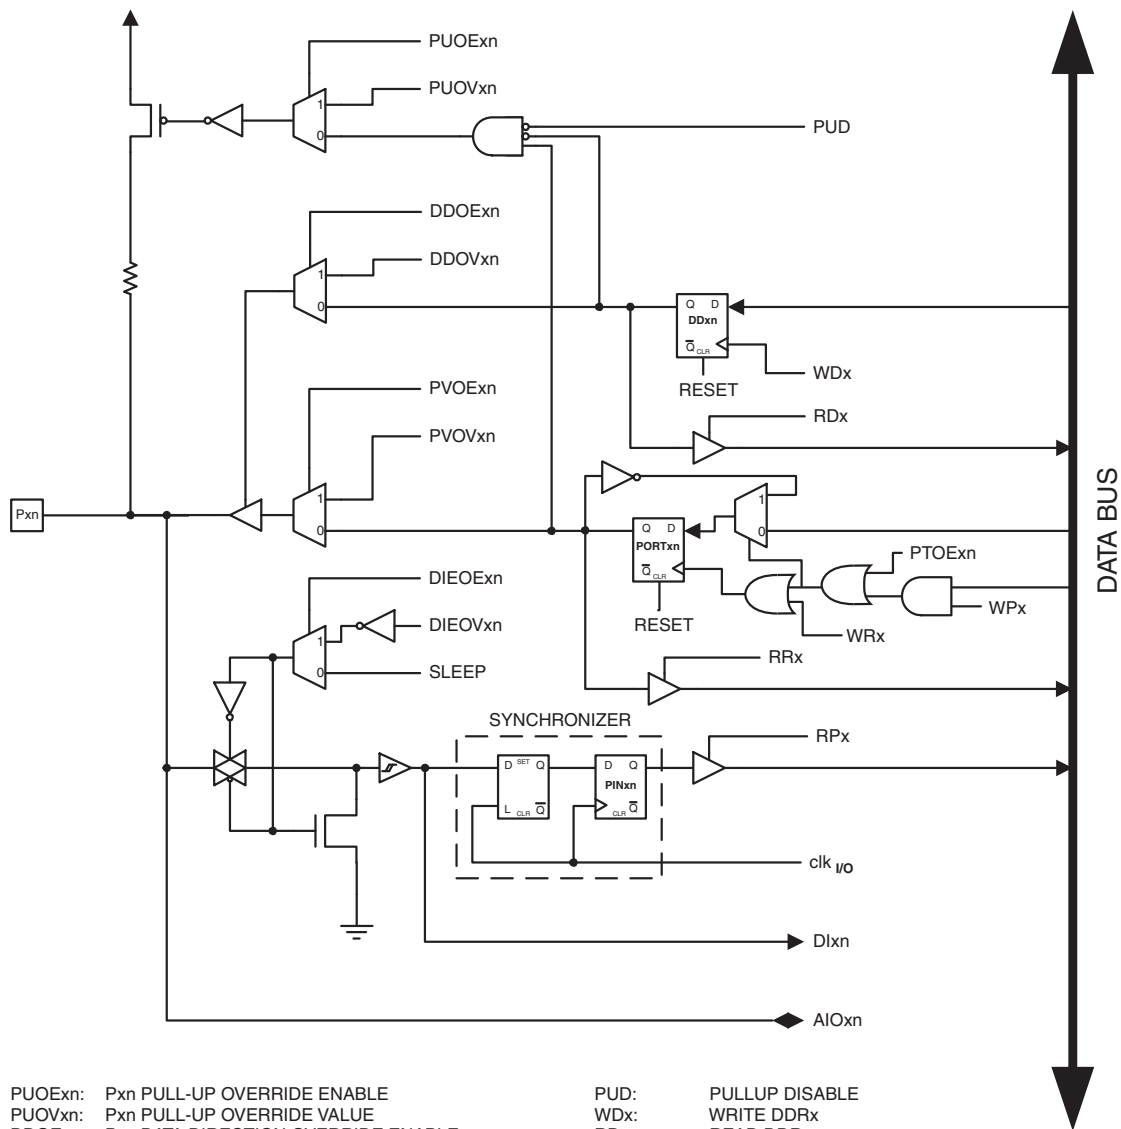 PUOExn
PUOVxn
1
0
PUD
DDOExn
DDOVxn
1
0
Q D
DDxn
Q CLR
RESET
WDx
RDx
PVOExn
PVOVxn
1
0
Pxn
1
0
Q D
PORTxn
Q CLR
RESET
PTOExn
WPx
WRx
RRx
DATA BUS
DIEOExn
DIEOVxn
SLEEP
1
0
SYNCHRONIZER
D SET Q
L CLR Q
D Q
PINxn
CLR Q
RPx
clk I/O
DIxn
AIOxn
PUOExn: Pxn PULL-UP OVERRIDE ENABLE PUD: PULLUP DISABLE
PUOVxn: Pxn PULL-UP OVERRIDE VALUE WDx: WRITE DDRx